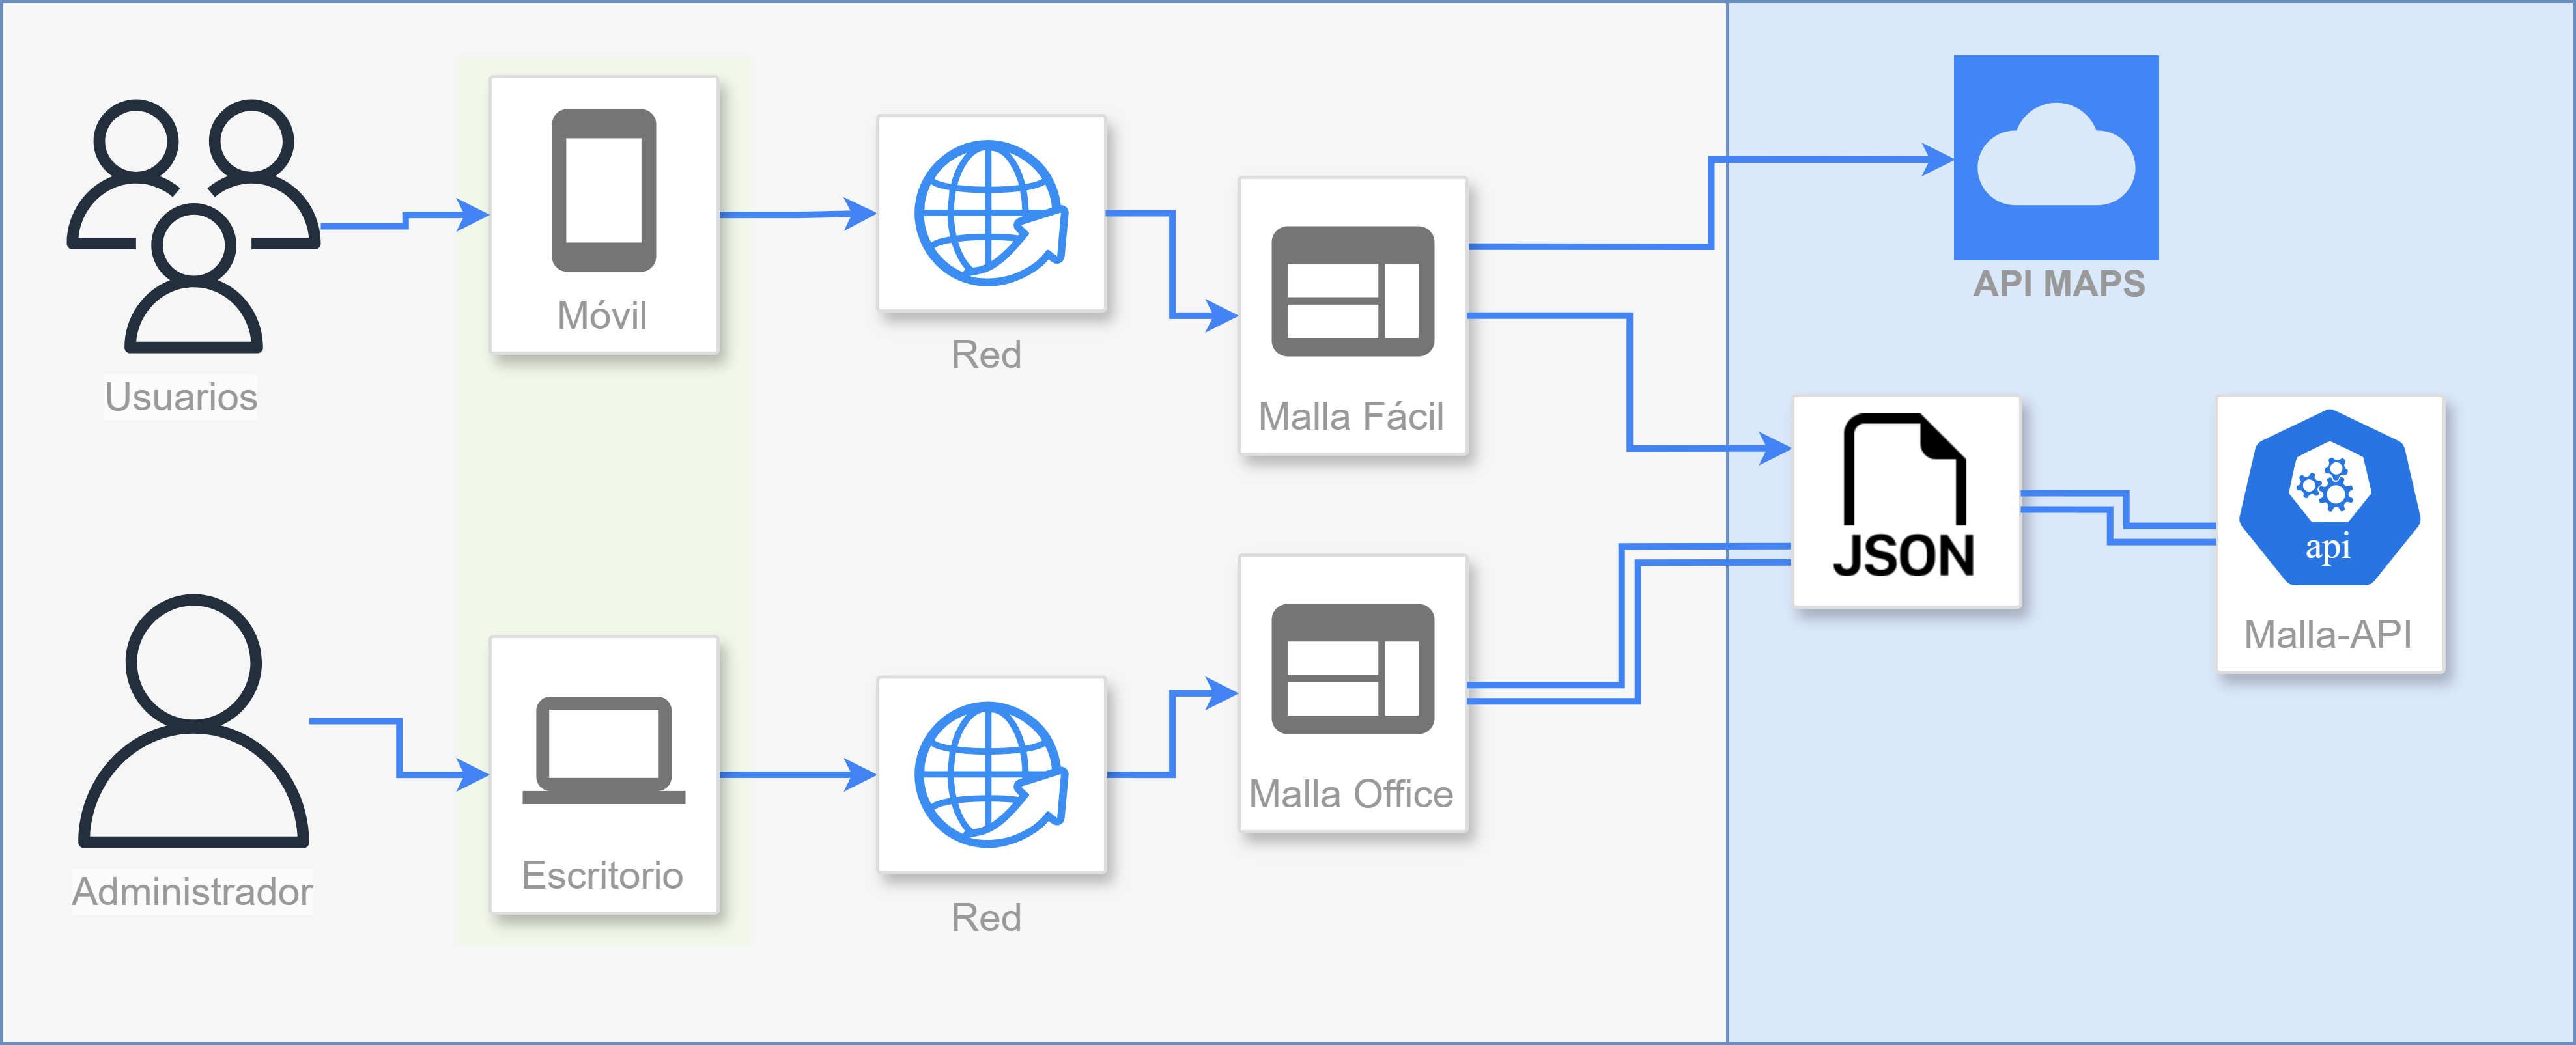 Usuarios
Móvil
Red
Malla Fácil
API MAPS
JSON
api
Malla-API
Administrador
Escritorio
Red
Malla Office